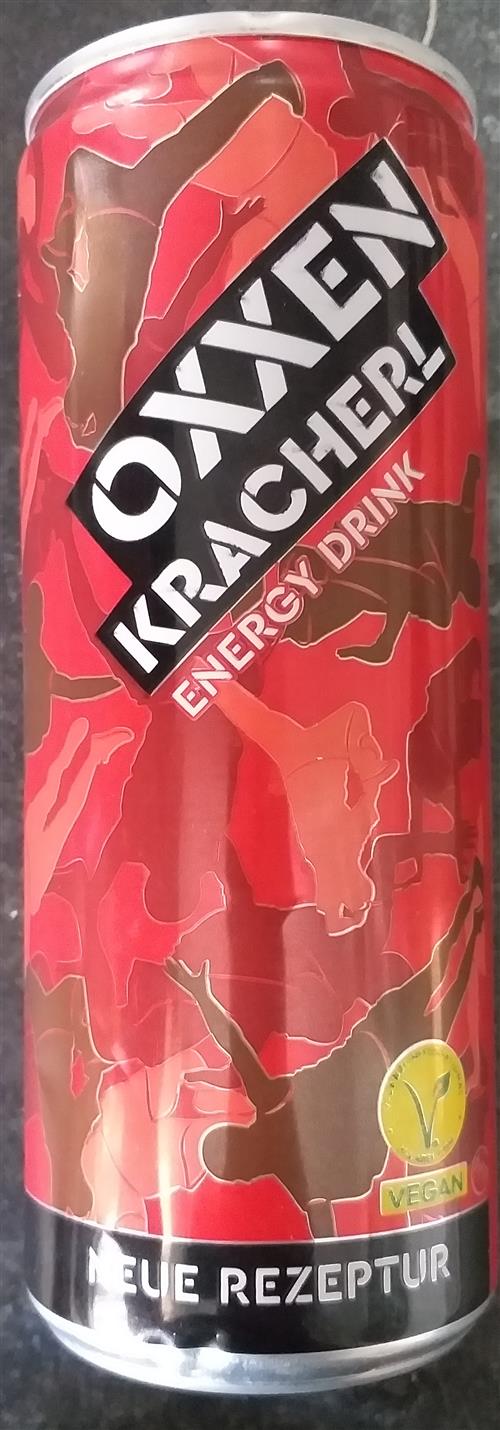 OXXEN
KRACHERL
ENERGY DRINK
VEGAN
NEUE REZEPTUR